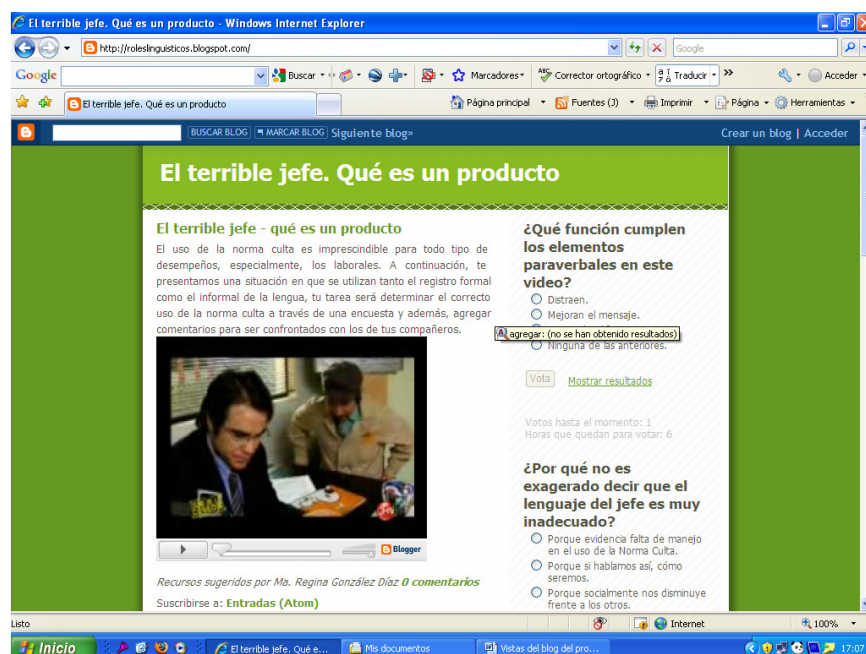 El terrible jefe. Qué es un producto - Windows Internet Explorer
http://roleslinguisticos.blogspot.com/
Google
Google
Buscar
Marcadores
Corrector ortográfico
Traducir
Acceder
El terrible jefe. Qué es un producto
Página principal
Fuentes (J)
Imprimir
Página
Herramientas
BUSCAR BLOG
MARCAR BLOG
Siguiente blog»
Crear un blog | Acceder
El terrible jefe. Qué es un producto
El terrible jefe - qué es un producto
El uso de la norma culta es imprescindible para todo tipo de
desempeños, especialmente, los laborales. A continuación, te
presentamos una situación en que se utilizan tanto el registro formal
como el informal de la lengua, tu tarea será determinar el correcto
uso de la norma culta a través de una encuesta y además, agregar
comentarios para ser confrontados con los de tus compañeros.
Blogger
Recursos sugeridos por Ma. Regina González Díaz 0 comentarios
Suscribirse a: Entradas (Atom)
¿Qué función cumplen
los elementos
paraverbales en este
video?
Distraen.
Mejoran el mensaje.
agregar: (no se han obtenido resultados)
Ninguna de las anteriores.
Vota
Mostrar resultados
Votos hasta el momento: 1
Horas que quedan para votar: 6
¿Por qué no es
exagerado decir que el
lenguaje del jefe es muy
inadecuado?
Porque evidencia falta de manejo
en el uso de la Norma Culta.
Porque si hablamos así, cómo
seremos.
Porque socialmente nos disminuye
frente a los otros.
Listo
Internet
100%
Inicio
El terrible jefe. Qué e...
Mis documentos
Vistas del blog del pro...
17:07